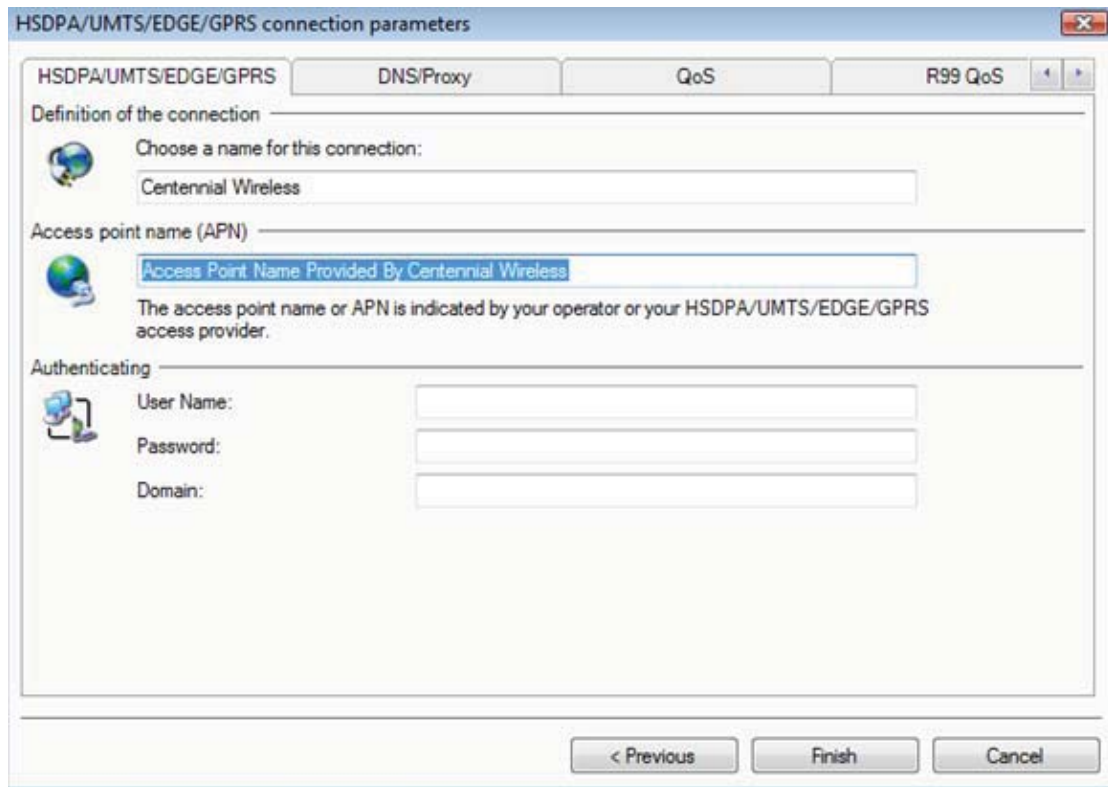 HSDPA/UMTS/EDGE/GPRS connection parameters
HSDPA/UMTS/EDGE/GPRS DNS/Proxy QoS R99 QoS
Definition of the connection
Choose a name for this connection:
Centennial Wireless
Access point name (APN)
Access Point Name Provided By Centennial Wireless
The access point name or APN is indicated by your operator or your HSDPA/UMTS/EDGE/GPRS
access provider.
Authenticating
User Name:
Password:
Domain:
< Previous Finish Cancel